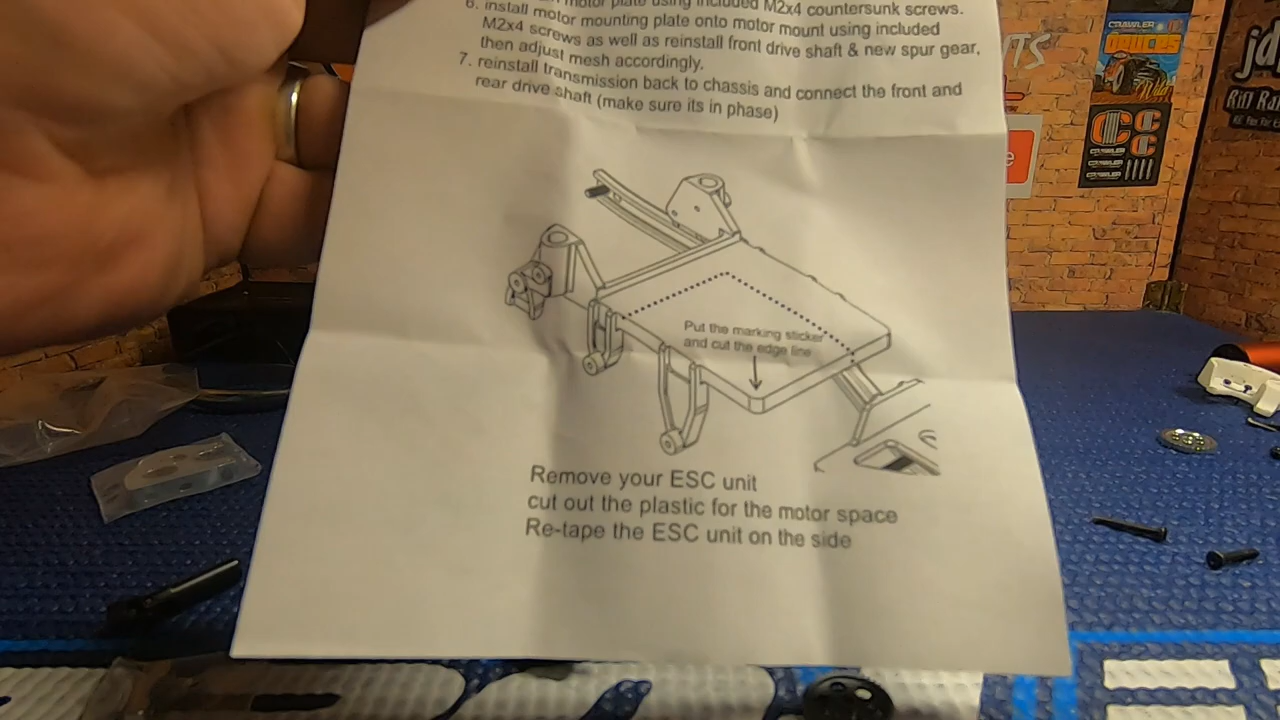 motor plate using included M2x4 countersunk screws.
6. install motor mounting plate onto motor mount using included
M2x4 screws as well as reinstall front drive shaft & new spur gear,
then adjust mesh accordingly.
7. reinstall transmission back to chassis and connect the front and
rear drive shaft (make sure its in phase)
Put the marking sticker
and cut the edge line
Remove your ESC unit
cut out the plastic for the motor space
Re-tape the ESC unit on the side
CRAWLER
jd